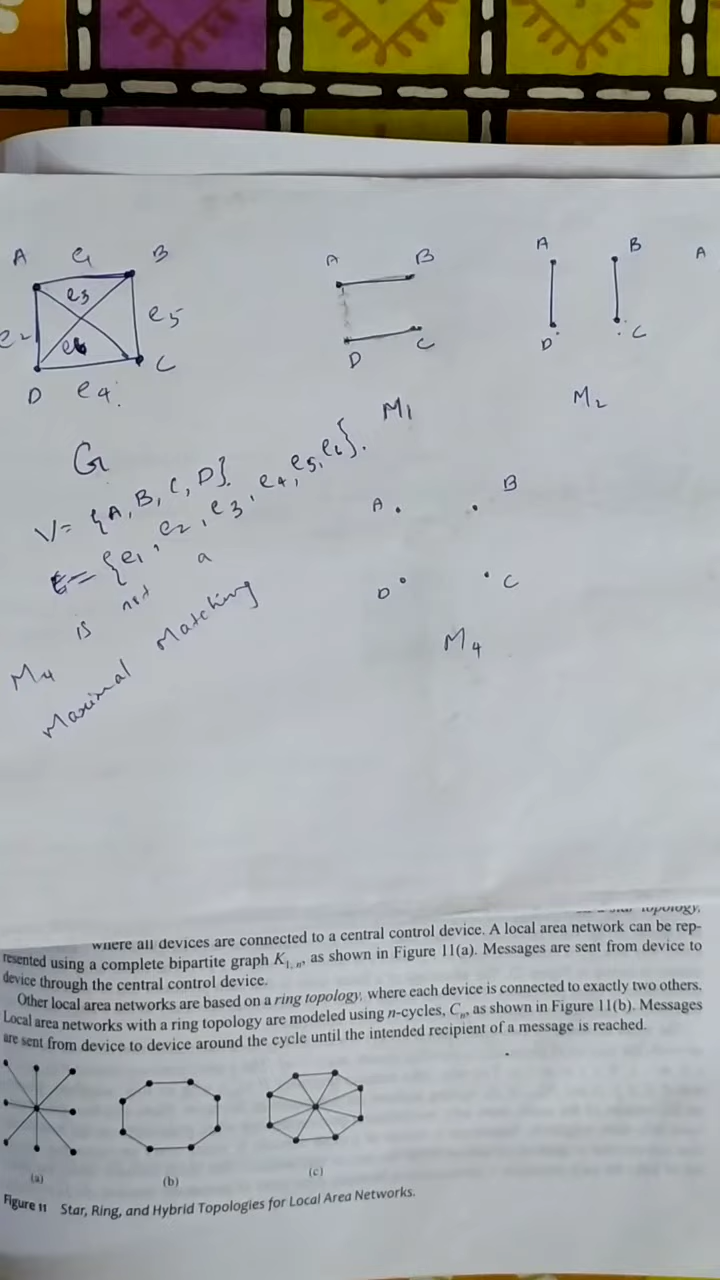 A e1 B
e3
e2 e5
e6
D e4 C
G
A B
D C
M1
A B
D C
M2
A
V= {A, B, C, D}.
E= {e1, e2, e3, e4, e5, e6}.
M4 is not a
Maximal Matching
A B
D C
M4
topology,
where all devices are connected to a central control device. A local area network can be rep-
resented using a complete bipartite graph K1, n, as shown in Figure 11(a). Messages are sent from device to
device through the central control device.
Other local area networks are based on a ring topology, where each device is connected to exactly two others.
Local area networks with a ring topology are modeled using n-cycles, Cn, as shown in Figure 11(b). Messages
are sent from device to device around the cycle until the intended recipient of a message is reached.
(a) (b) (c)
Figure 11 Star, Ring, and Hybrid Topologies for Local Area Networks.